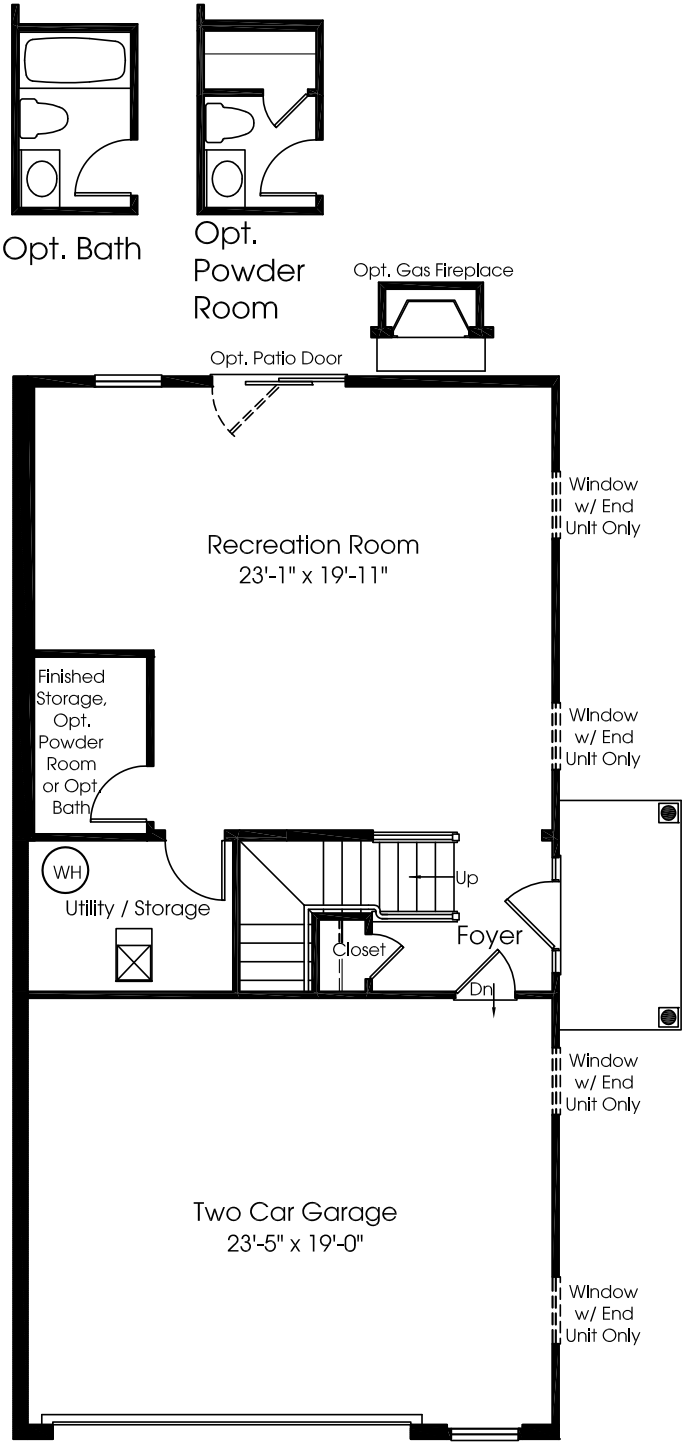 Opt. Bath
Opt.
Powder
Room
Opt. Gas Fireplace
Opt. Patio Door
Window
w/ End
Unit Only
Recreation Room
23'-1" x 19'-11"
Finished
Storage,
Opt.
Powder
Room
or Opt.
Bath
Window
w/ End
Unit Only
WH
Utility / Storage
Up
Closet
Foyer
Dn
Window
w/ End
Unit Only
Two Car Garage
23'-5" x 19'-0"
Window
w/ End
Unit Only